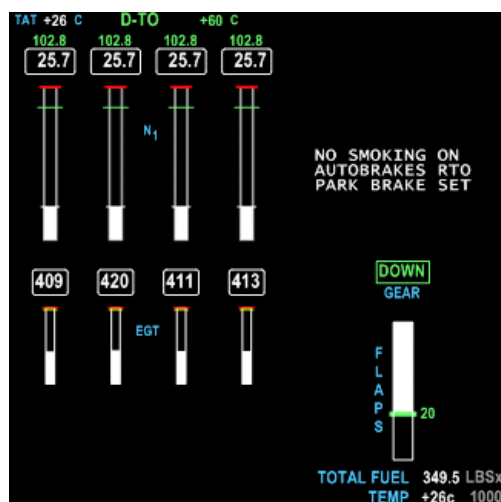 TAT +26 C D-TO +60 C
102.8 102.8 102.8 102.8
25.7 25.7 25.7 25.7
N1
NO SMOKING ON
AUTOBRAKES RTO
PARK BRAKE SET
409 420 411 413
EGT
DOWN
GEAR
FLAPS
20
TOTAL FUEL 349.5 LBSx
TEMP +26c 1000